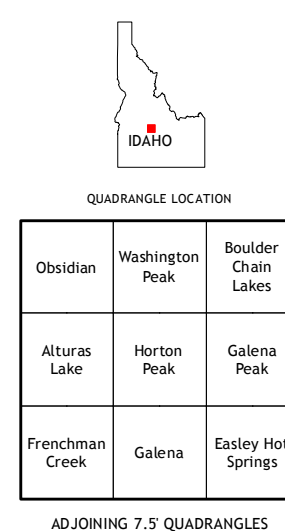 IDAHO
QUADRANGLE LOCATION
Obsidian
Washington
Peak
Boulder
Chain
Lakes
Alturas
Lake
Horton
Peak
Galena
Peak
Frenchman
Creek
Galena
Easley Hot
Springs
ADJOINING 7.5' QUADRANGLES